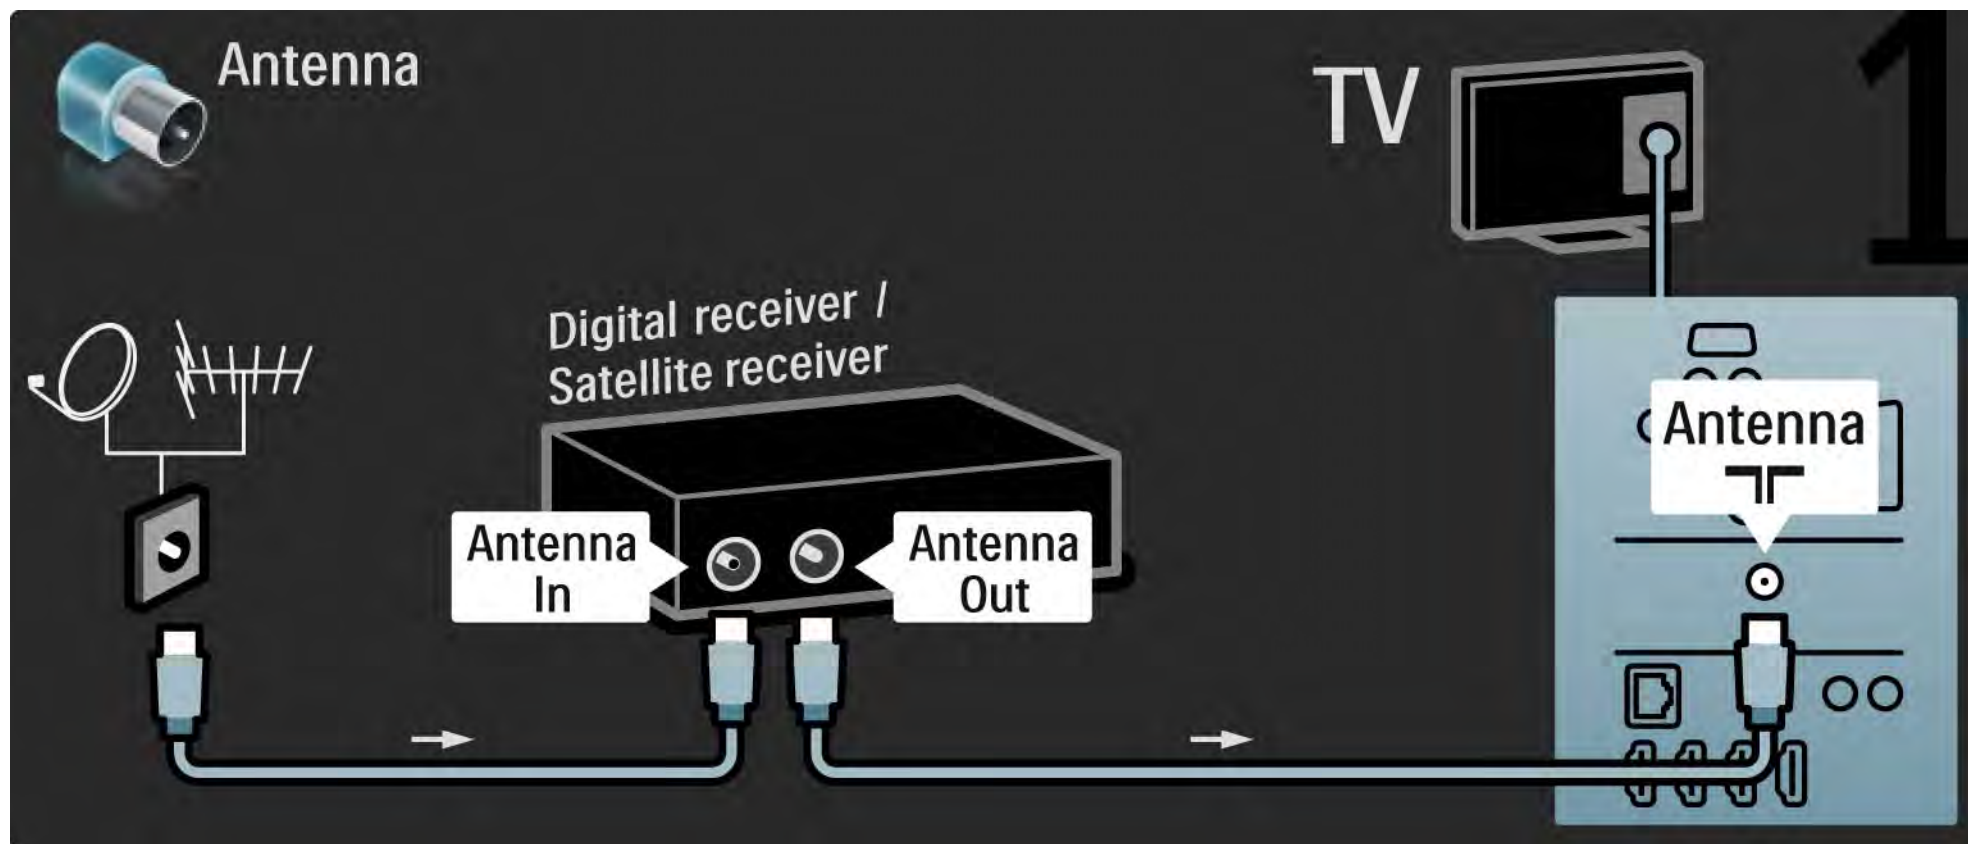 Antenna
TV
1
Digital receiver /
Satellite receiver
Antenna
In
Antenna
Out
Antenna